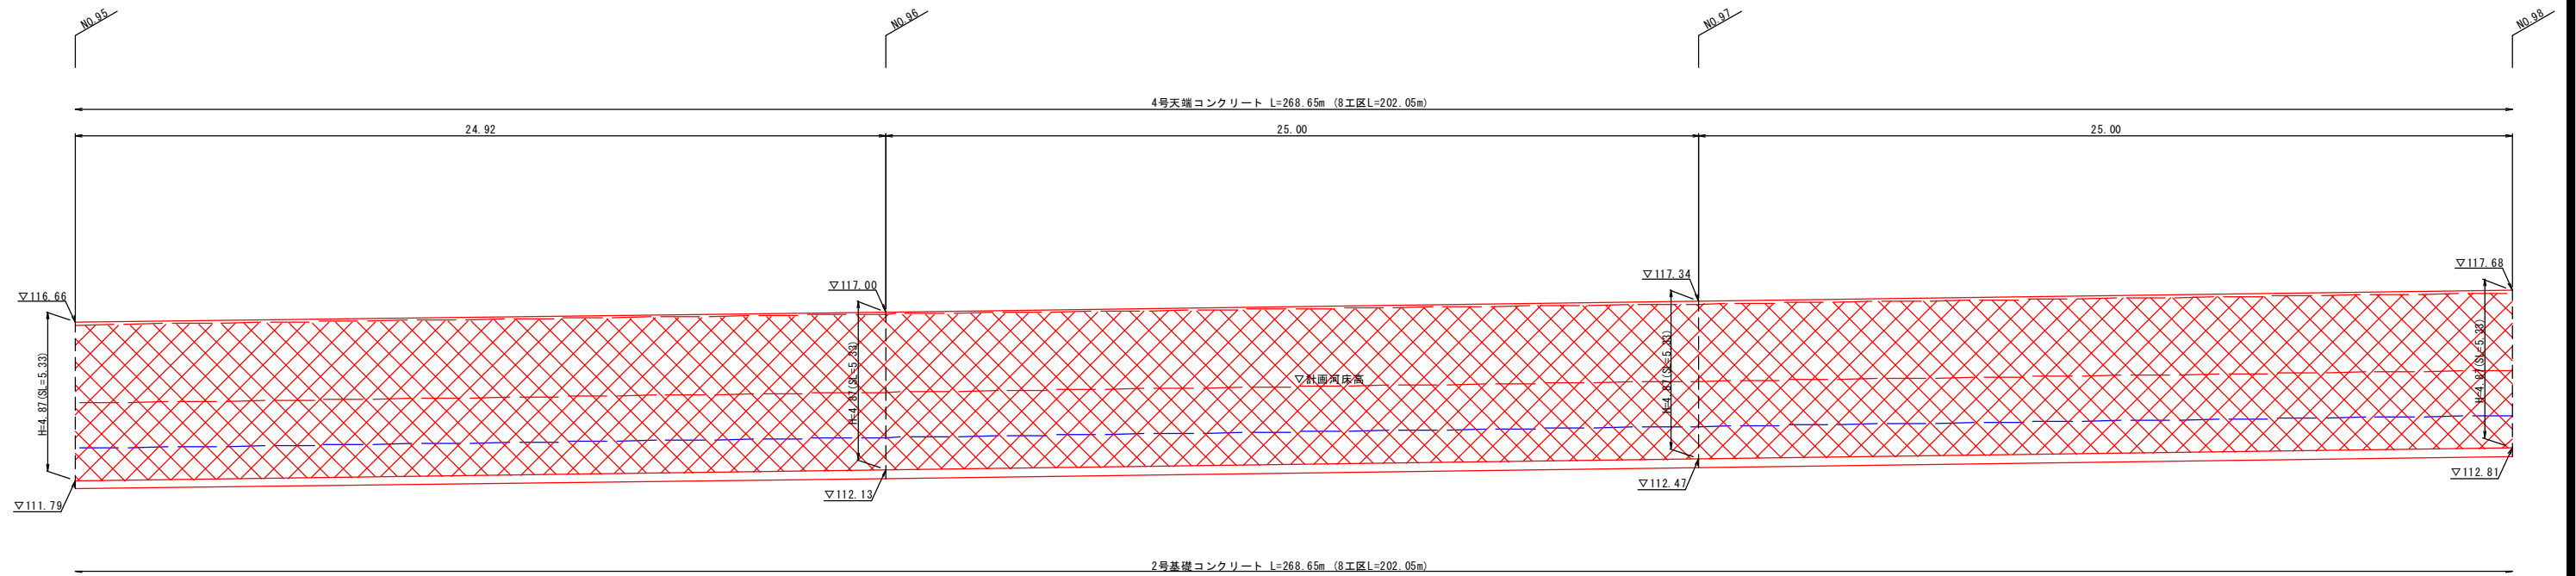 NO.95
NO.96
NO.97
NO.98
4号天端コンクリート L=268.65m (8工区L=202.05m)
24.92
25.00
25.00
▽116.66
▽117.00
▽117.34
▽117.68
H=4.87(SL=5.33)
H=4.87(SL=5.33)
H=4.87(SL=5.33)
H=4.87(SL=5.33)
▽計画河床高
▽111.79
▽112.13
▽112.47
▽112.81
2号基礎コンクリート L=268.65m (8工区L=202.05m)